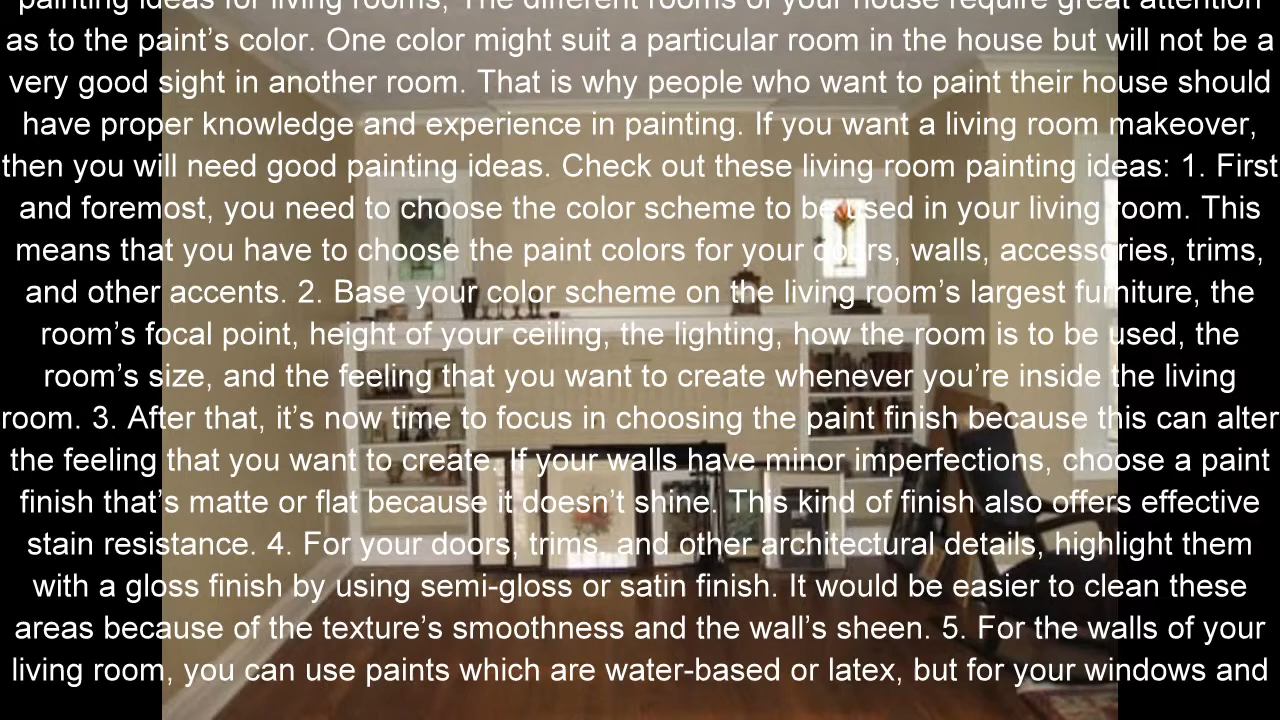 painting ideas for living rooms, The different rooms of your house require great attention
as to the paint’s color. One color might suit a particular room in the house but will not be a
very good sight in another room. That is why people who want to paint their house should
have proper knowledge and experience in painting. If you want a living room makeover,
then you will need good painting ideas. Check out these living room painting ideas: 1. First
and foremost, you need to choose the color scheme to be used in your living room. This
means that you have to choose the paint colors for your doors, walls, accessories, trims,
and other accents. 2. Base your color scheme on the living room’s largest furniture, the
room’s focal point, height of your ceiling, the lighting, how the room is to be used, the
room’s size, and the feeling that you want to create whenever you’re inside the living
room. 3. After that, it’s now time to focus in choosing the paint finish because this can alter
the feeling that you want to create. If your walls have minor imperfections, choose a paint
finish that’s matte or flat because it doesn’t shine. This kind of finish also offers effective
stain resistance. 4. For your doors, trims, and other architectural details, highlight them
with a gloss finish by using semi-gloss or satin finish. It would be easier to clean these
areas because of the texture’s smoothness and the wall’s sheen. 5. For the walls of your
living room, you can use paints which are water-based or latex, but for your windows and